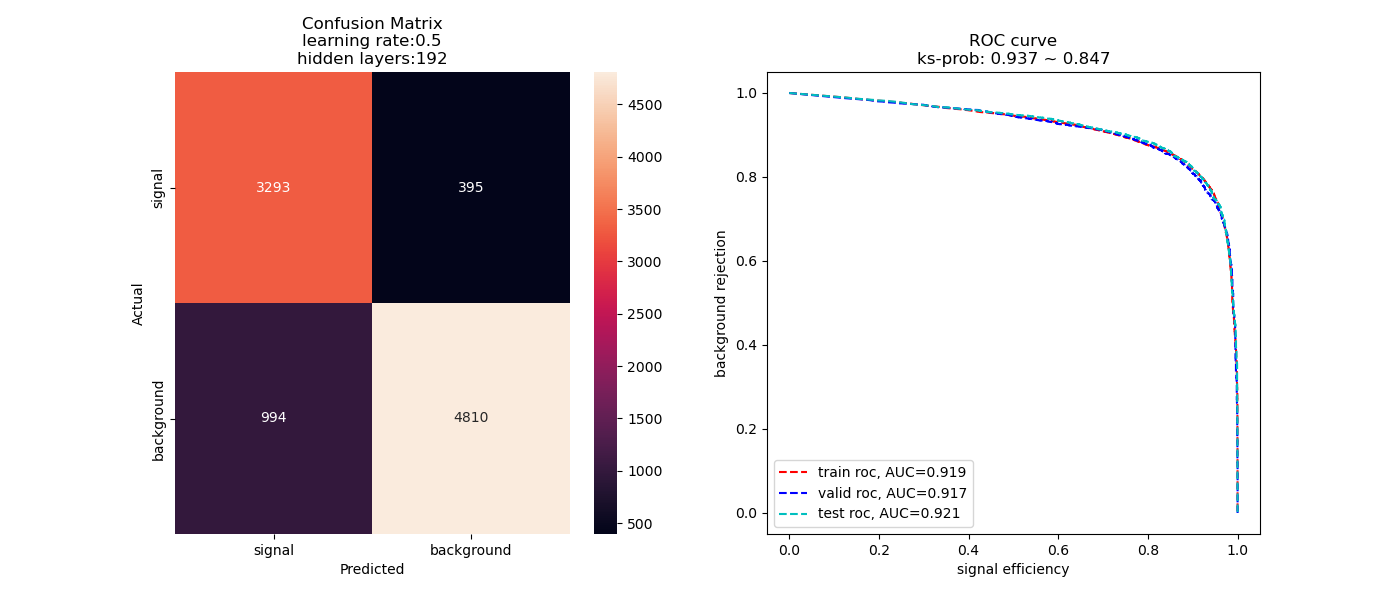 Confusion Matrix
learning rate:0.5
hidden layers:192
signal
background
Actual
3293
395
994
4810
signal
background
Predicted
4500
4000
3500
3000
2500
2000
1500
1000
500
ROC curve
ks-prob: 0.937 ~ 0.847
1.0
0.8
0.6
0.4
0.2
0.0
background rejection
train roc, AUC=0.919
valid roc, AUC=0.917
test roc, AUC=0.921
0.0
0.2
0.4
0.6
0.8
1.0
signal efficiency